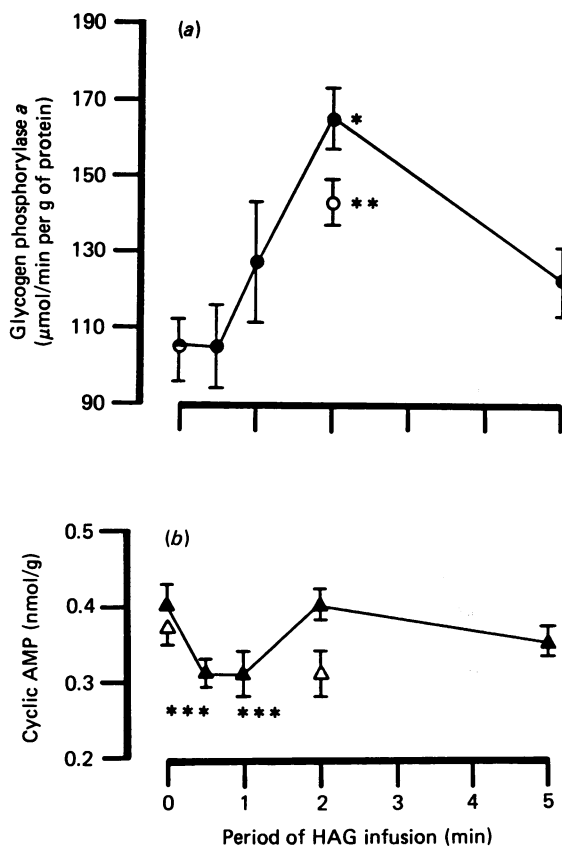 (a)
Glycogen phosphorylase a
(µmol/min per g of protein)
190
170
150
130
110
90
*
**
(b)
Cyclic AMP (nmol/g)
0.5
0.4
0.3
0.2
*** ***
0 1 2 3 4 5
Period of HAG infusion (min)